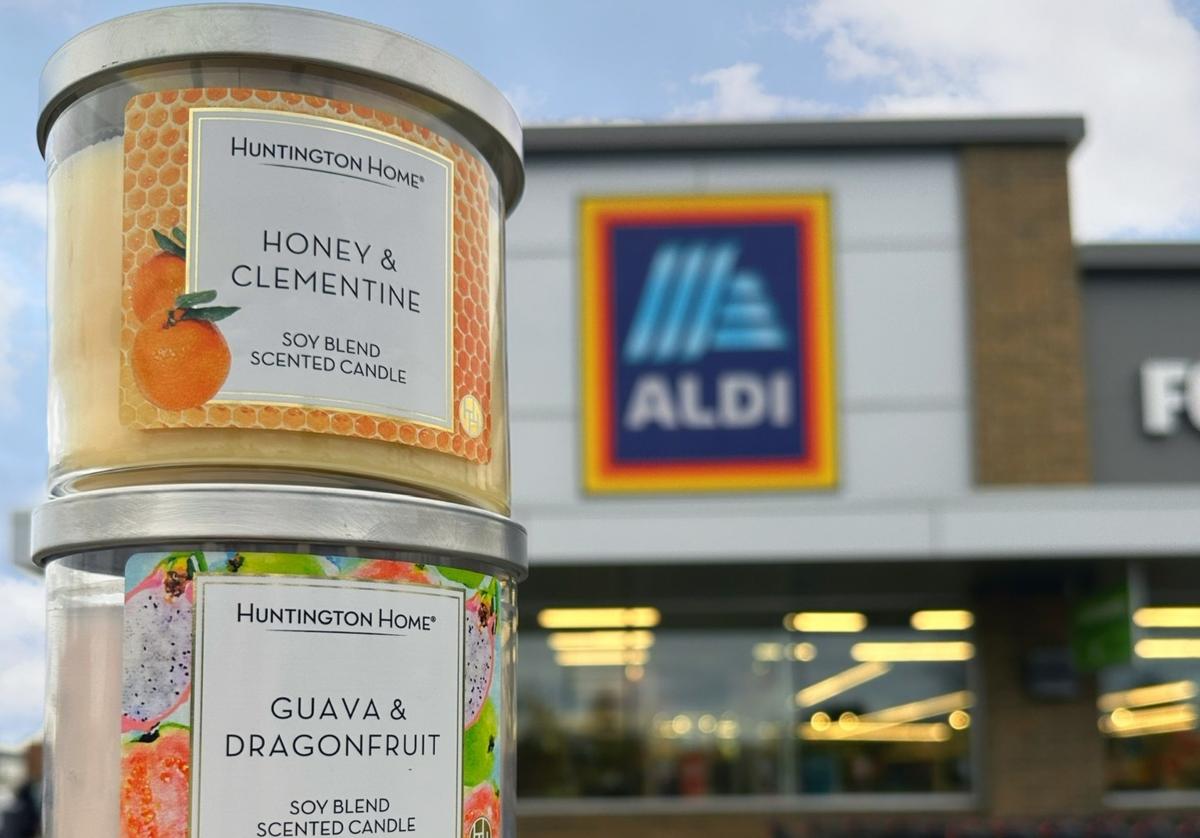 HUNTINGTON HOME®
HONEY &
CLEMENTINE
SOY BLEND
SCENTED CANDLE
HUNTINGTON HOME®
GUAVA &
DRAGONFRUIT
SOY BLEND
SCENTED CANDLE
ALDI